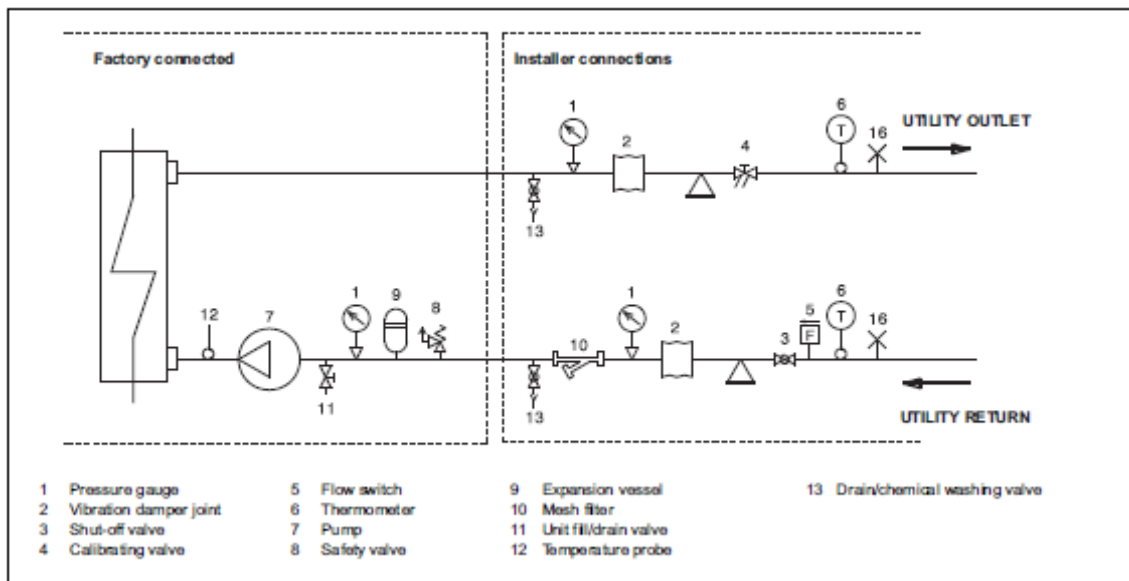 Factory connected
Installer connections
1
2
4
6
16
UTILITY OUTLET
T
13
12
7
1
9
8
11
10
1
2
3
5
F
6
T
16
13
UTILITY RETURN
1 Pressure gauge
2 Vibration damper joint
3 Shut-off valve
4 Calibrating valve
5 Flow switch
6 Thermometer
7 Pump
8 Safety valve
9 Expansion vessel
10 Mesh filter
11 Unit fill/drain valve
12 Temperature probe
13 Drain/chemical washing valve